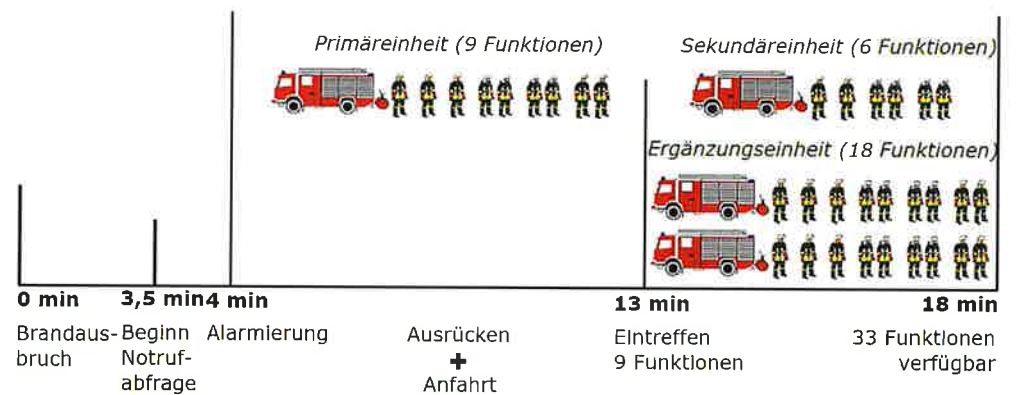 Primäreinheit (9 Funktionen)
Sekundäreinheit (6 Funktionen)
Ergänzungseinheit (18 Funktionen)
0 min
3,5 min
4 min
13 min
18 min
Brandaus-
bruch
Beginn
Notruf-
abfrage
Alarmierung
Ausrücken
+
Anfahrt
Eintreffen
9 Funktionen
33 Funktionen
verfügbar